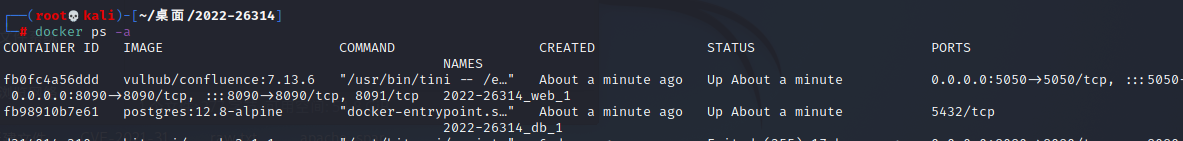 ┌──(root💀kali)-[~/桌面/2022-26314]
└─# docker ps -a
CONTAINER ID   IMAGE                     COMMAND                  CREATED              STATUS                      PORTS
NAMES
fb0fc4a56ddd   vulhub/confluence:7.13.6   "/usr/bin/tini -- /e…"   About a minute ago   Up About a minute           0.0.0.0:5050->5050/tcp, :::5050-
0.0.0.0:8090->8090/tcp, :::8090->8090/tcp, 8091/tcp   2022-26314_web_1
fb98910b7e61   postgres:12.8-alpine       "docker-entrypoint.s…"   About a minute ago   Up About a minute           5432/tcp
2022-26314_db_1